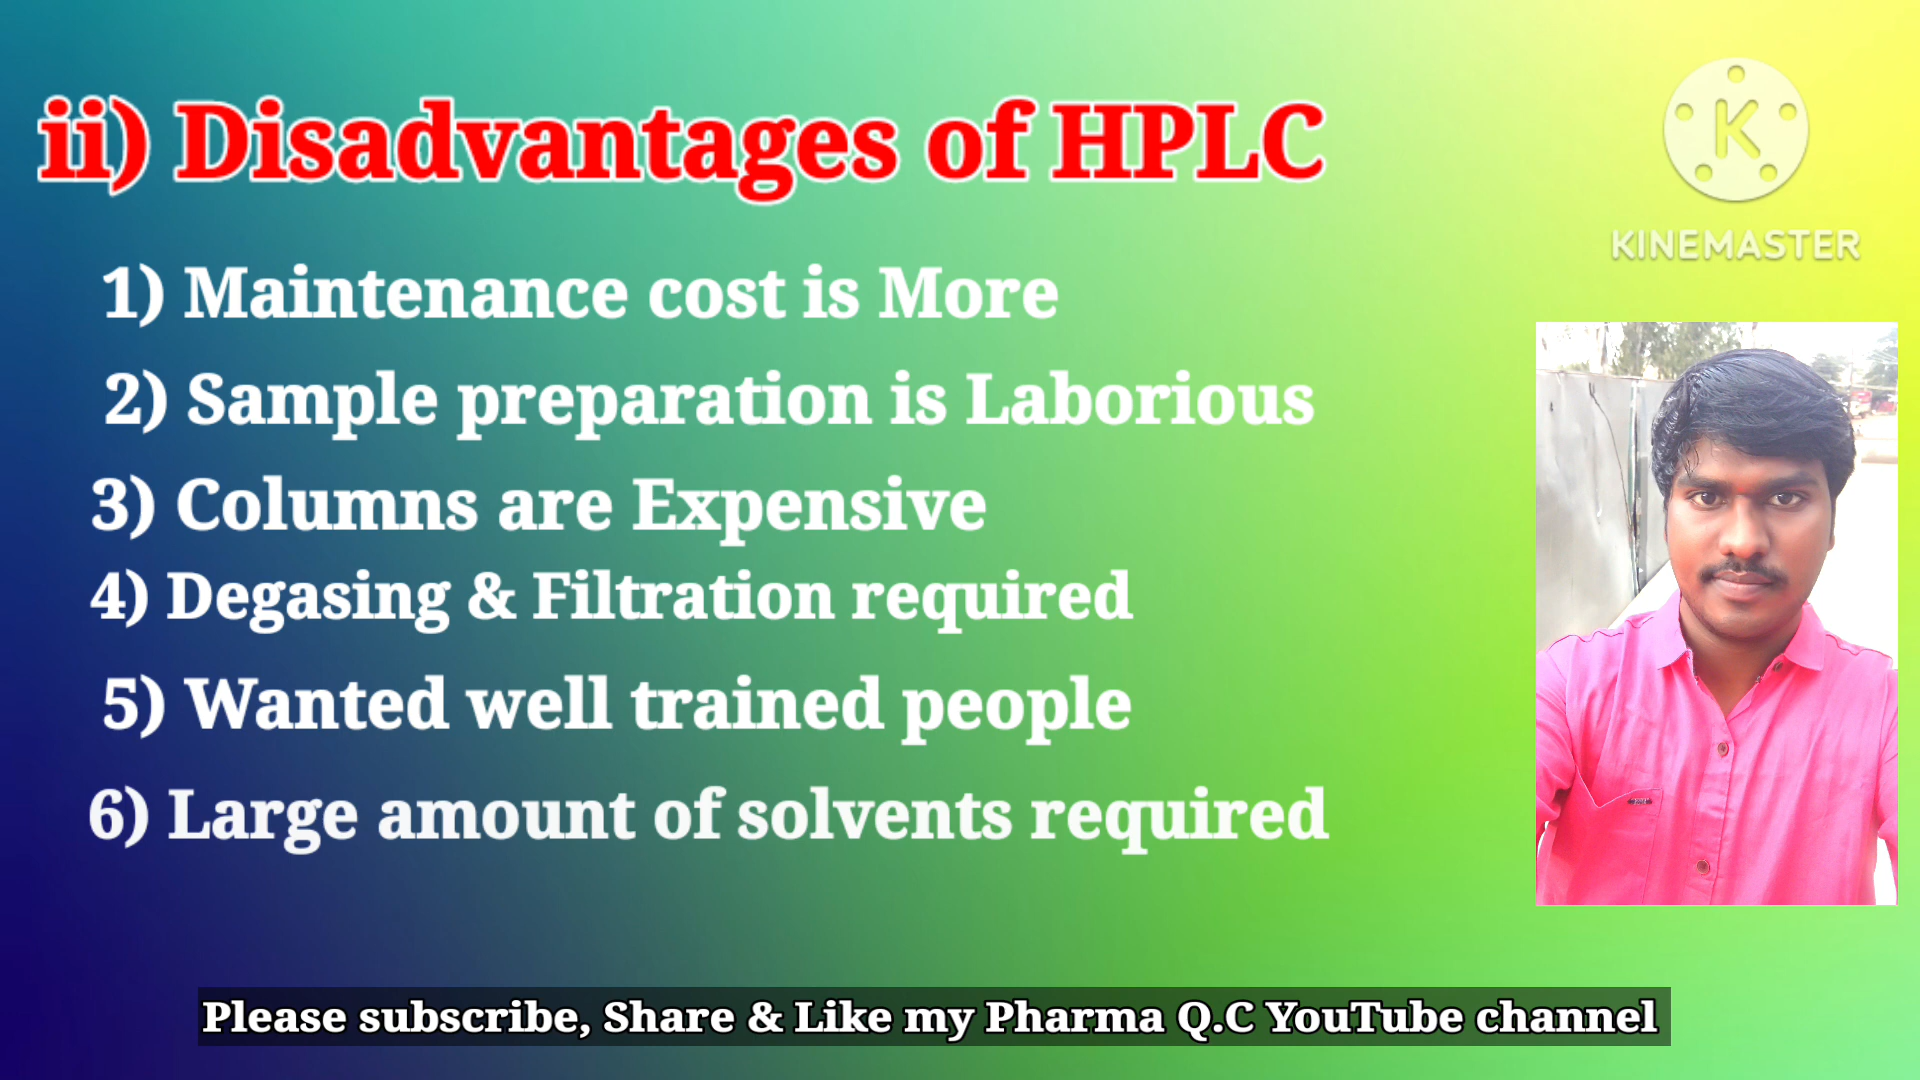 ii) Disadvantages of HPLC
K
KINEMASTER
1) Maintenance cost is More
2) Sample preparation is Laborious
3) Columns are Expensive
4) Degasing & Filtration required
5) Wanted well trained people
6) Large amount of solvents required
Please subscribe, Share & Like my Pharma Q.C YouTube channel